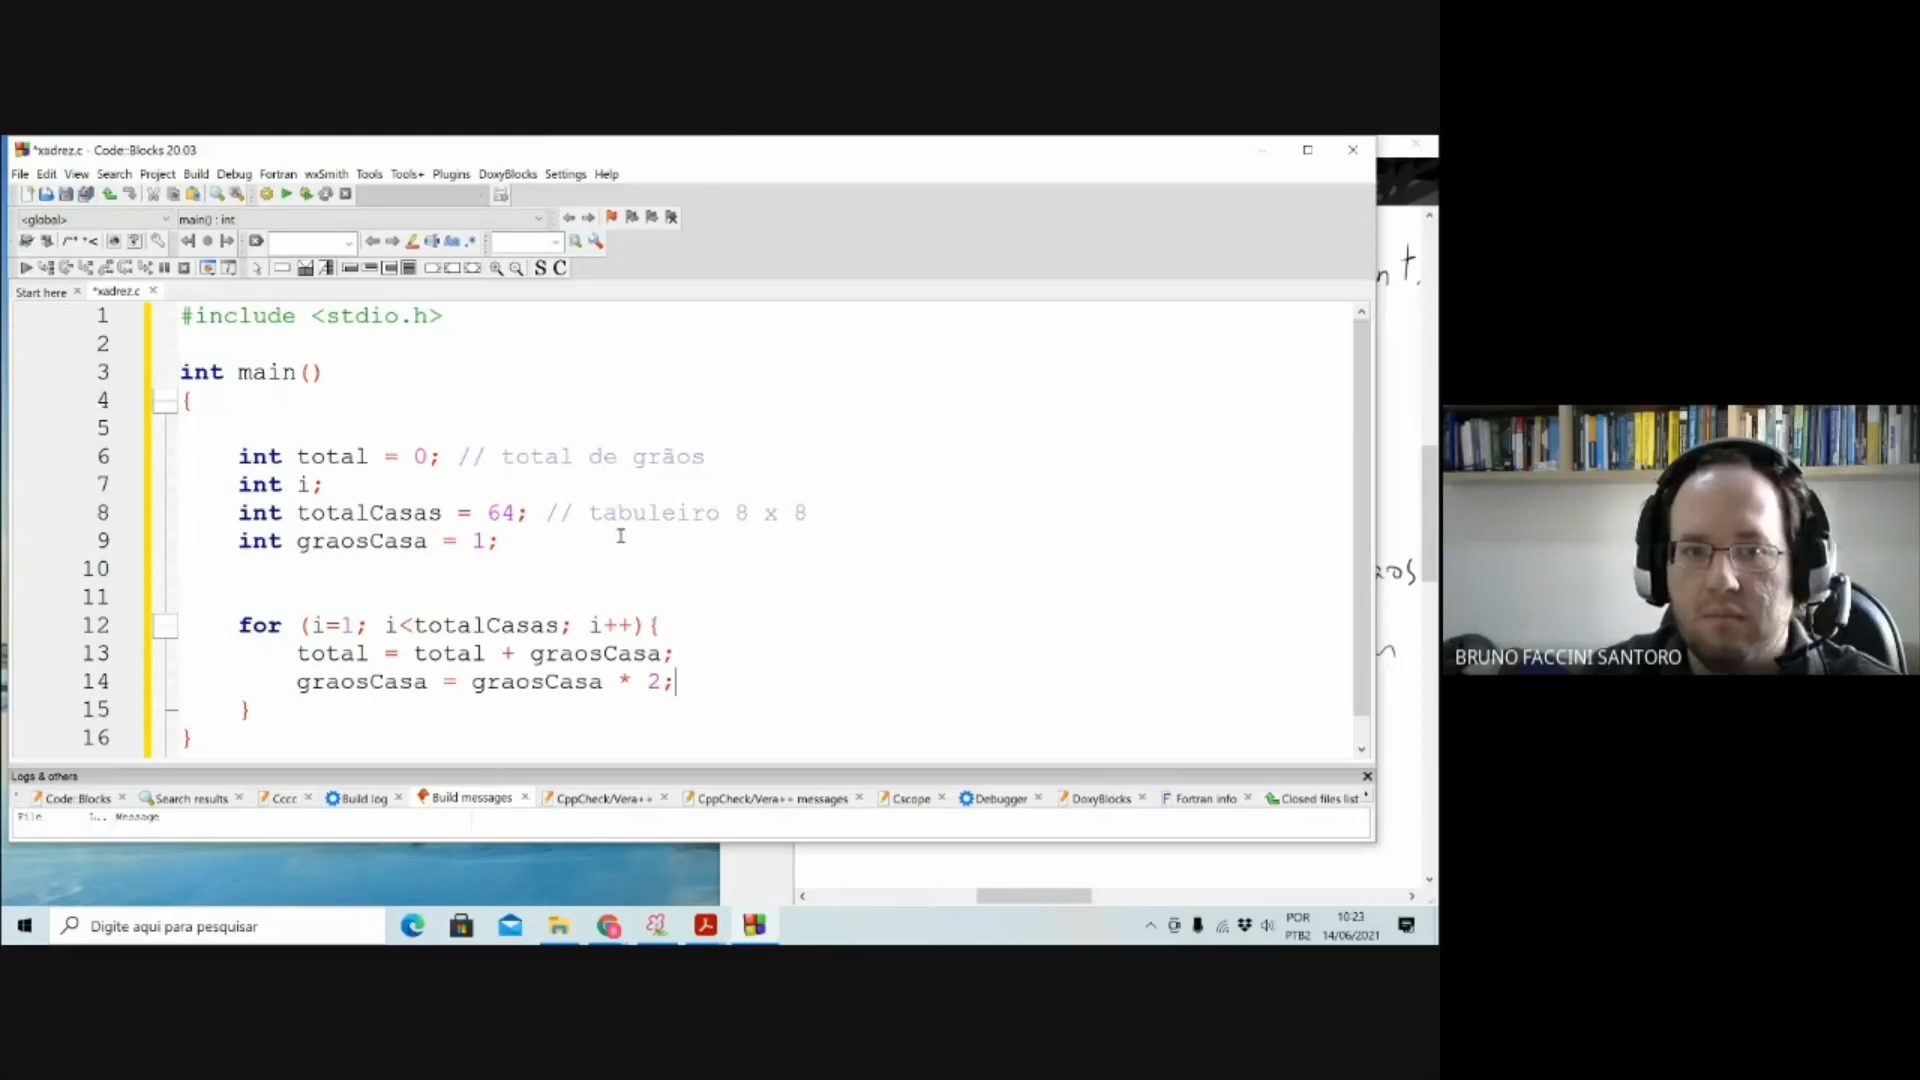 *xadrez.c - Code::Blocks 20.03
File Edit View Search Project Build Debug Fortran wxSmith Tools Tools+ Plugins DoxyBlocks Settings Help
<global> main() : int
S C
Start here *xadrez.c
1 #include <stdio.h>
2
3 int main()
4 {
5
6 int total = 0; // total de grãos
7 int i;
8 int totalCasas = 64; // tabuleiro 8 x 8
9 int graosCasa = 1;
10
11
12 for (i=1; i<totalCasas; i++){
13 total = total + graosCasa;
14 graosCasa = graosCasa * 2;
15 }
16 }
Logs & others
Code::Blocks Search results Cccc Build log Build messages CppCheck/Vera++ CppCheck/Vera++ messages Cscope Debugger DoxyBlocks Fortran info Closed files list
File L... Message
BRUNO FACCINI SANTORO
Digite aqui para pesquisar
POR
PTB2
10:23
14/06/2021